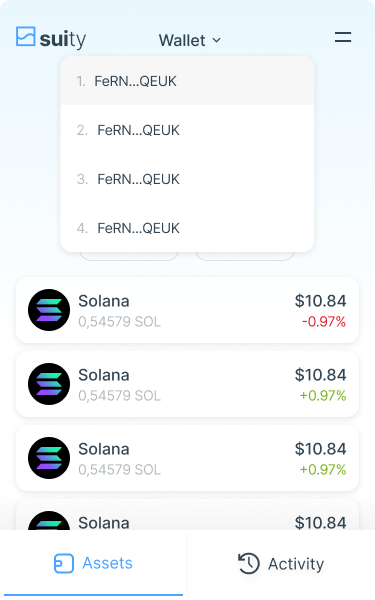 suity
Wallet
1. FeRN...QEUK
2. FeRN...QEUK
3. FeRN...QEUK
4. FeRN...QEUK
Solana $10.84
0,54579 SOL -0.97%
Solana $10.84
0,54579 SOL +0.97%
Solana $10.84
0,54579 SOL +0.97%
Solana $10.84
Assets Activity